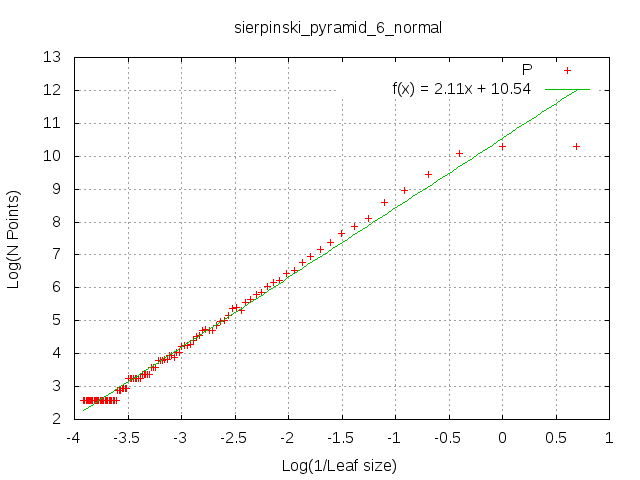 sierpinski_pyramid_6_normal
P
f(x) = 2.11x + 10.54
13
12
11
10
9
8
7
6
5
4
3
2
Log(N Points)
-4 -3.5 -3 -2.5 -2 -1.5 -1 -0.5 0 0.5 1
Log(1/Leaf size)